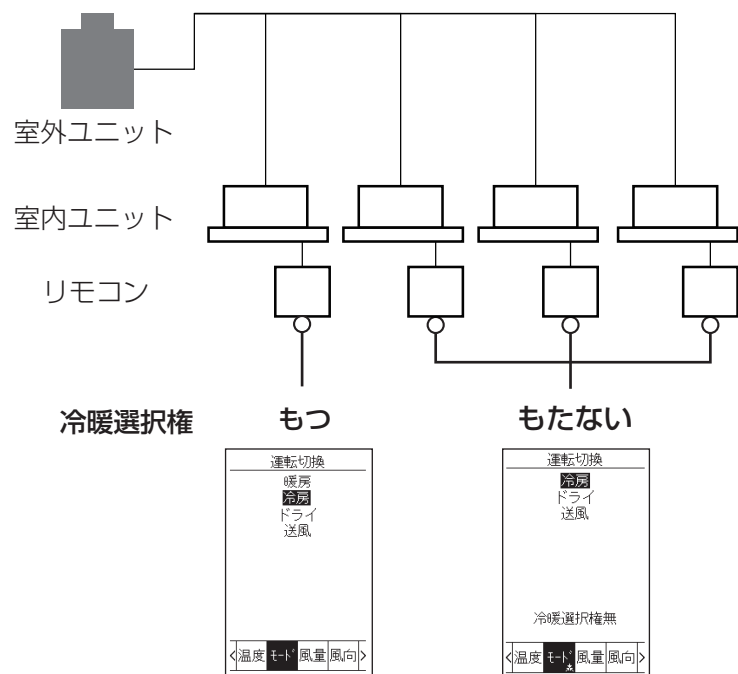 室外ユニット
室内ユニット
リモコン
冷暖選択権 もつ もたない
運転切換
暖房
冷房
ドライ
送風
<温度 モード 風量 風向>
運転切換
冷房
ドライ
送風
冷暖選択権無
<温度 モード 風量 風向>